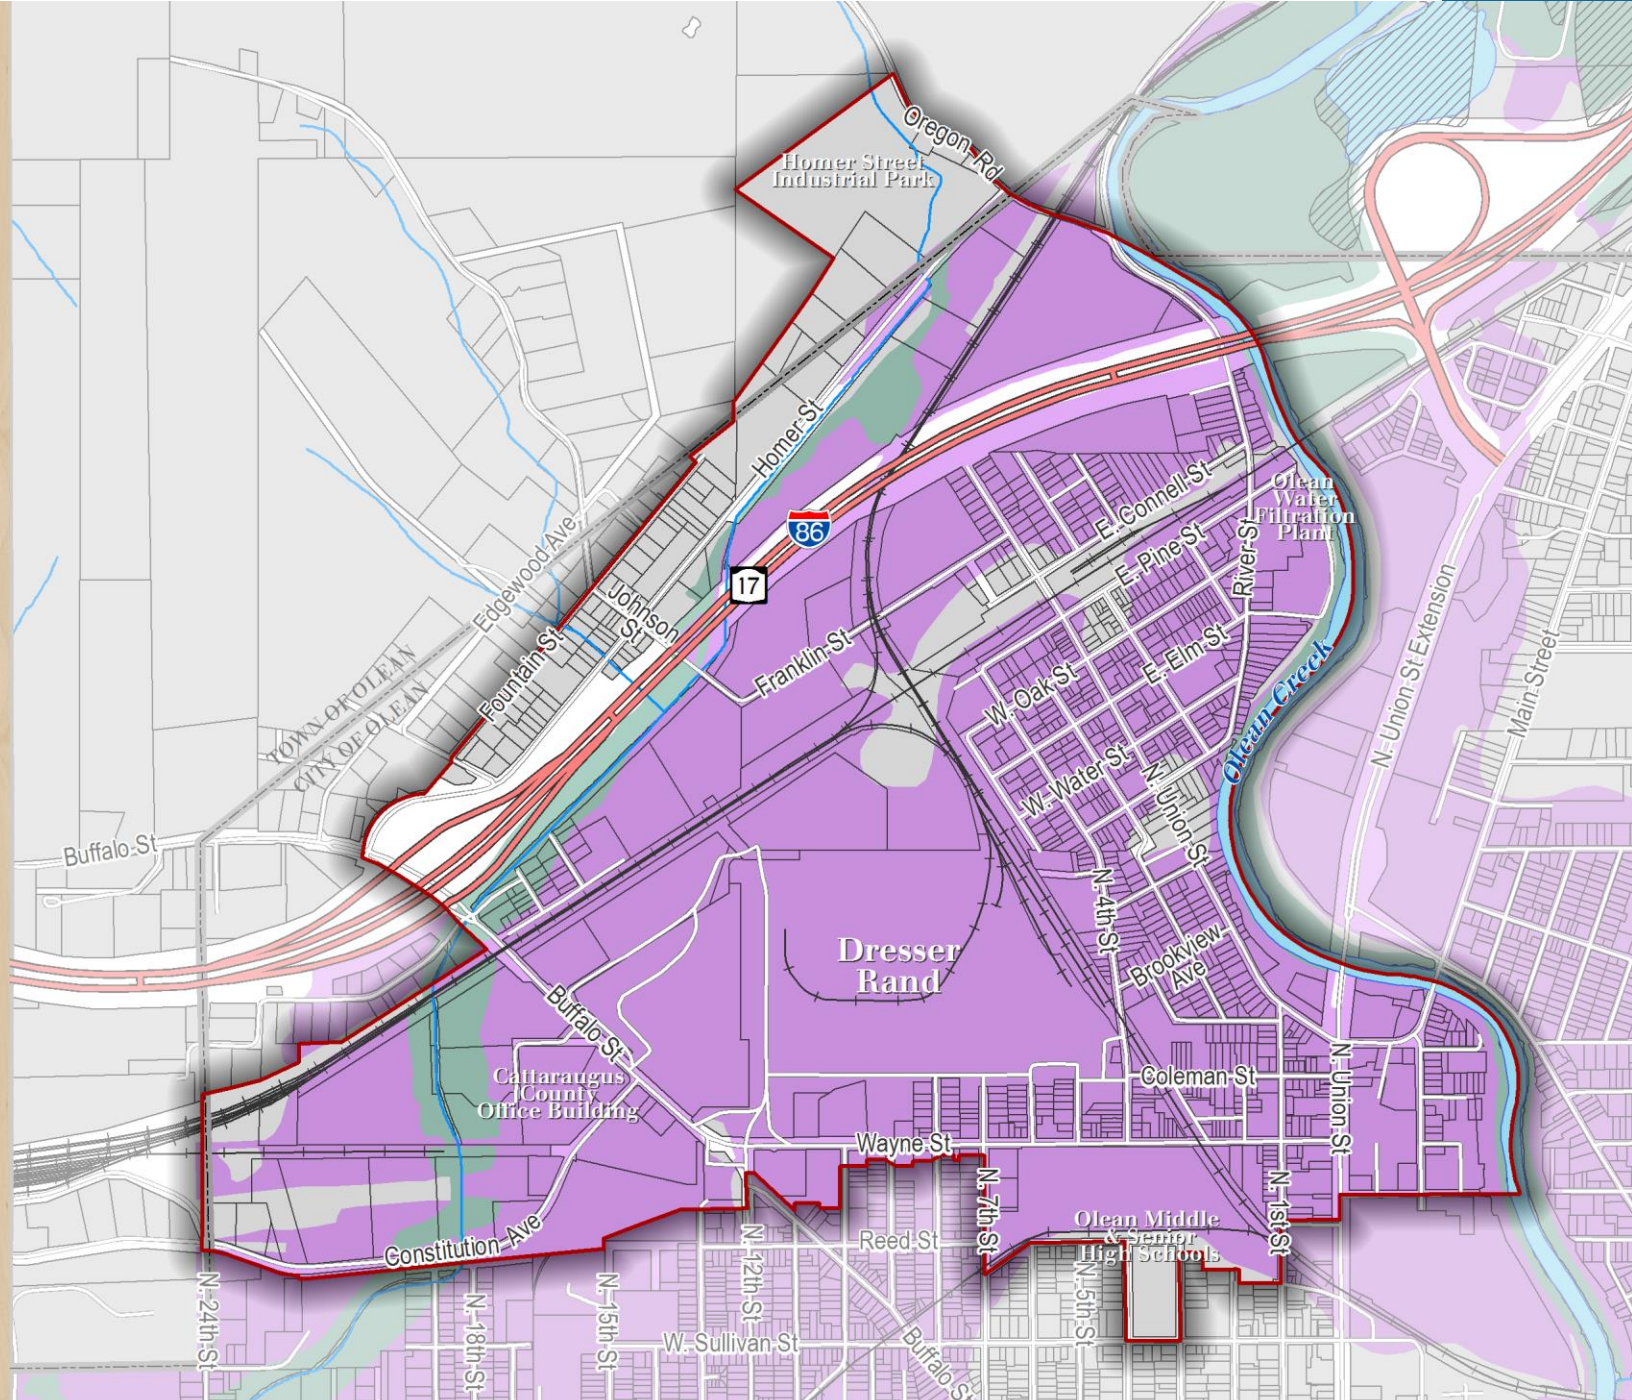 Oregon Rd
Homer Street
Industrial Park
Homer St
Edgewood Ave
86
17
Johnson
St
Fountain St
Franklin St
TOWN OF OLEAN
CITY OF OLEAN
Buffalo St
E. Connell St
E. Pine St
Olean
Water
Filtration
Plant
River St
E. Elm St
W. Oak St
W. Water St
N. Union St
Olean Creek
N. Union St Extension
Main Street
N. 4th St
Brookview
Ave
Dresser
Rand
Buffalo St
Cattaraugus
County
Office Building
Coleman St
N. Union St
Wayne St
N. 7th St
N. 1st St
Olean Middle
& Senior
High Schools
Reed St
Constitution Ave
N. 24th St
N. 18th St
N. 15th St
N. 12th St
N. 5th St
W. Sullivan St
Buffalo St